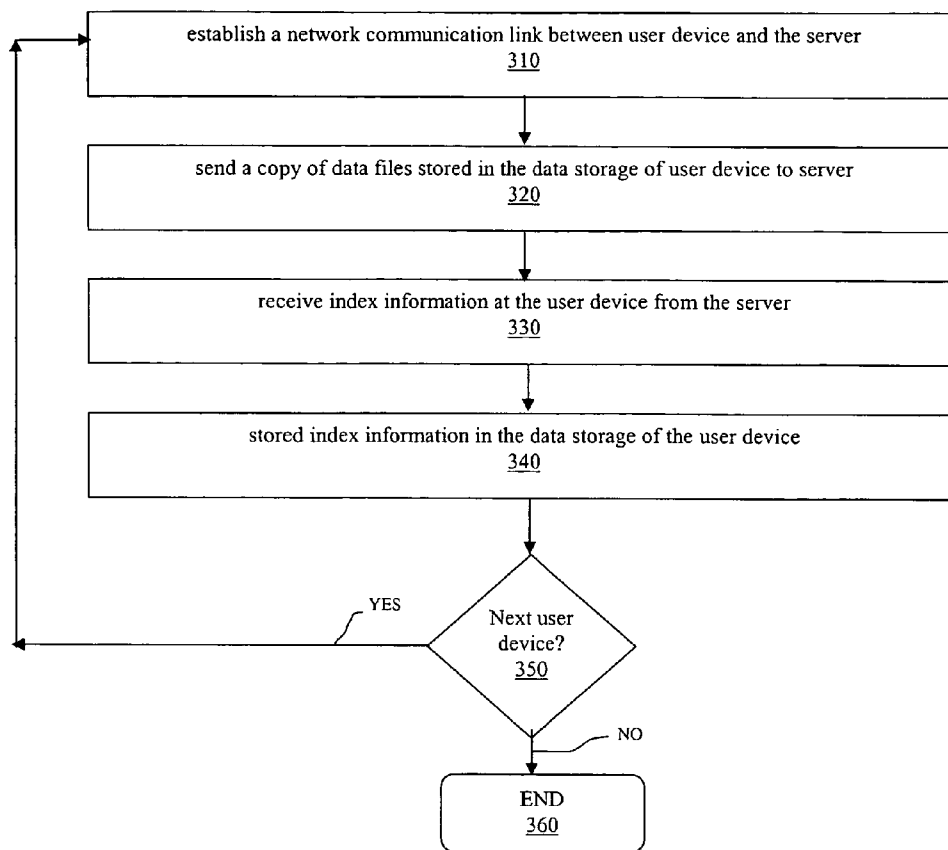 establish a network communication link between user device and the server
310
send a copy of data files stored in the data storage of user device to server
320
receive index information at the user device from the server
330
stored index information in the data storage of the user device
340
YES
Next user
device?
350
NO
END
360